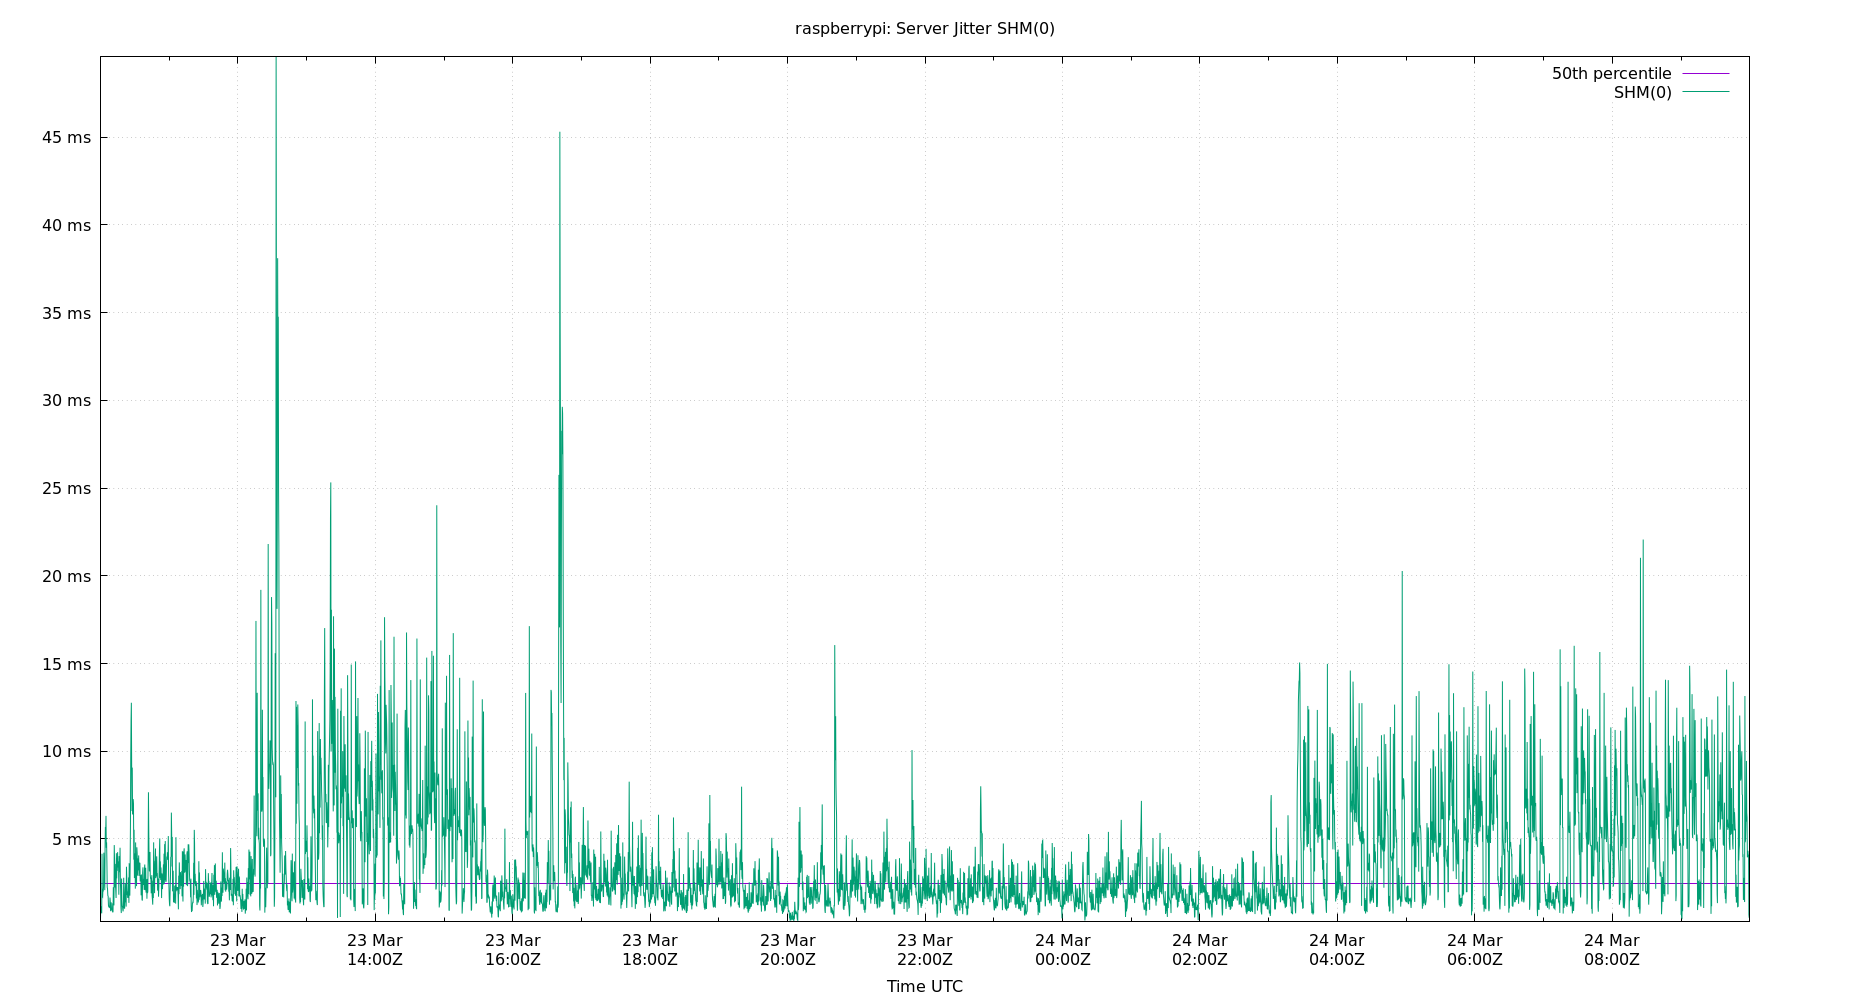 raspberrypi: Server Jitter SHM(0)
50th percentile
SHM(0)
45 ms
40 ms
35 ms
30 ms
25 ms
20 ms
15 ms
10 ms
5 ms
23 Mar 23 Mar 23 Mar 23 Mar 23 Mar 23 Mar 24 Mar 24 Mar 24 Mar 24 Mar 24 Mar
12:00Z 14:00Z 16:00Z 18:00Z 20:00Z 22:00Z 00:00Z 02:00Z 04:00Z 06:00Z 08:00Z
Time UTC